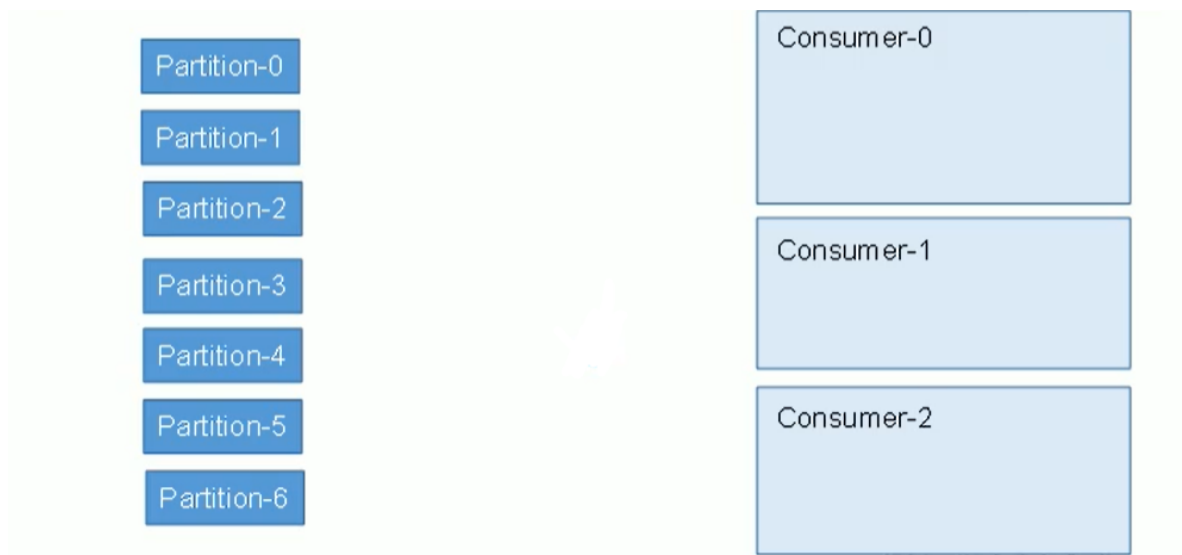 Partition-0
Partition-1
Partition-2
Partition-3
Partition-4
Partition-5
Partition-6
Consumer-0
Consumer-1
Consumer-2